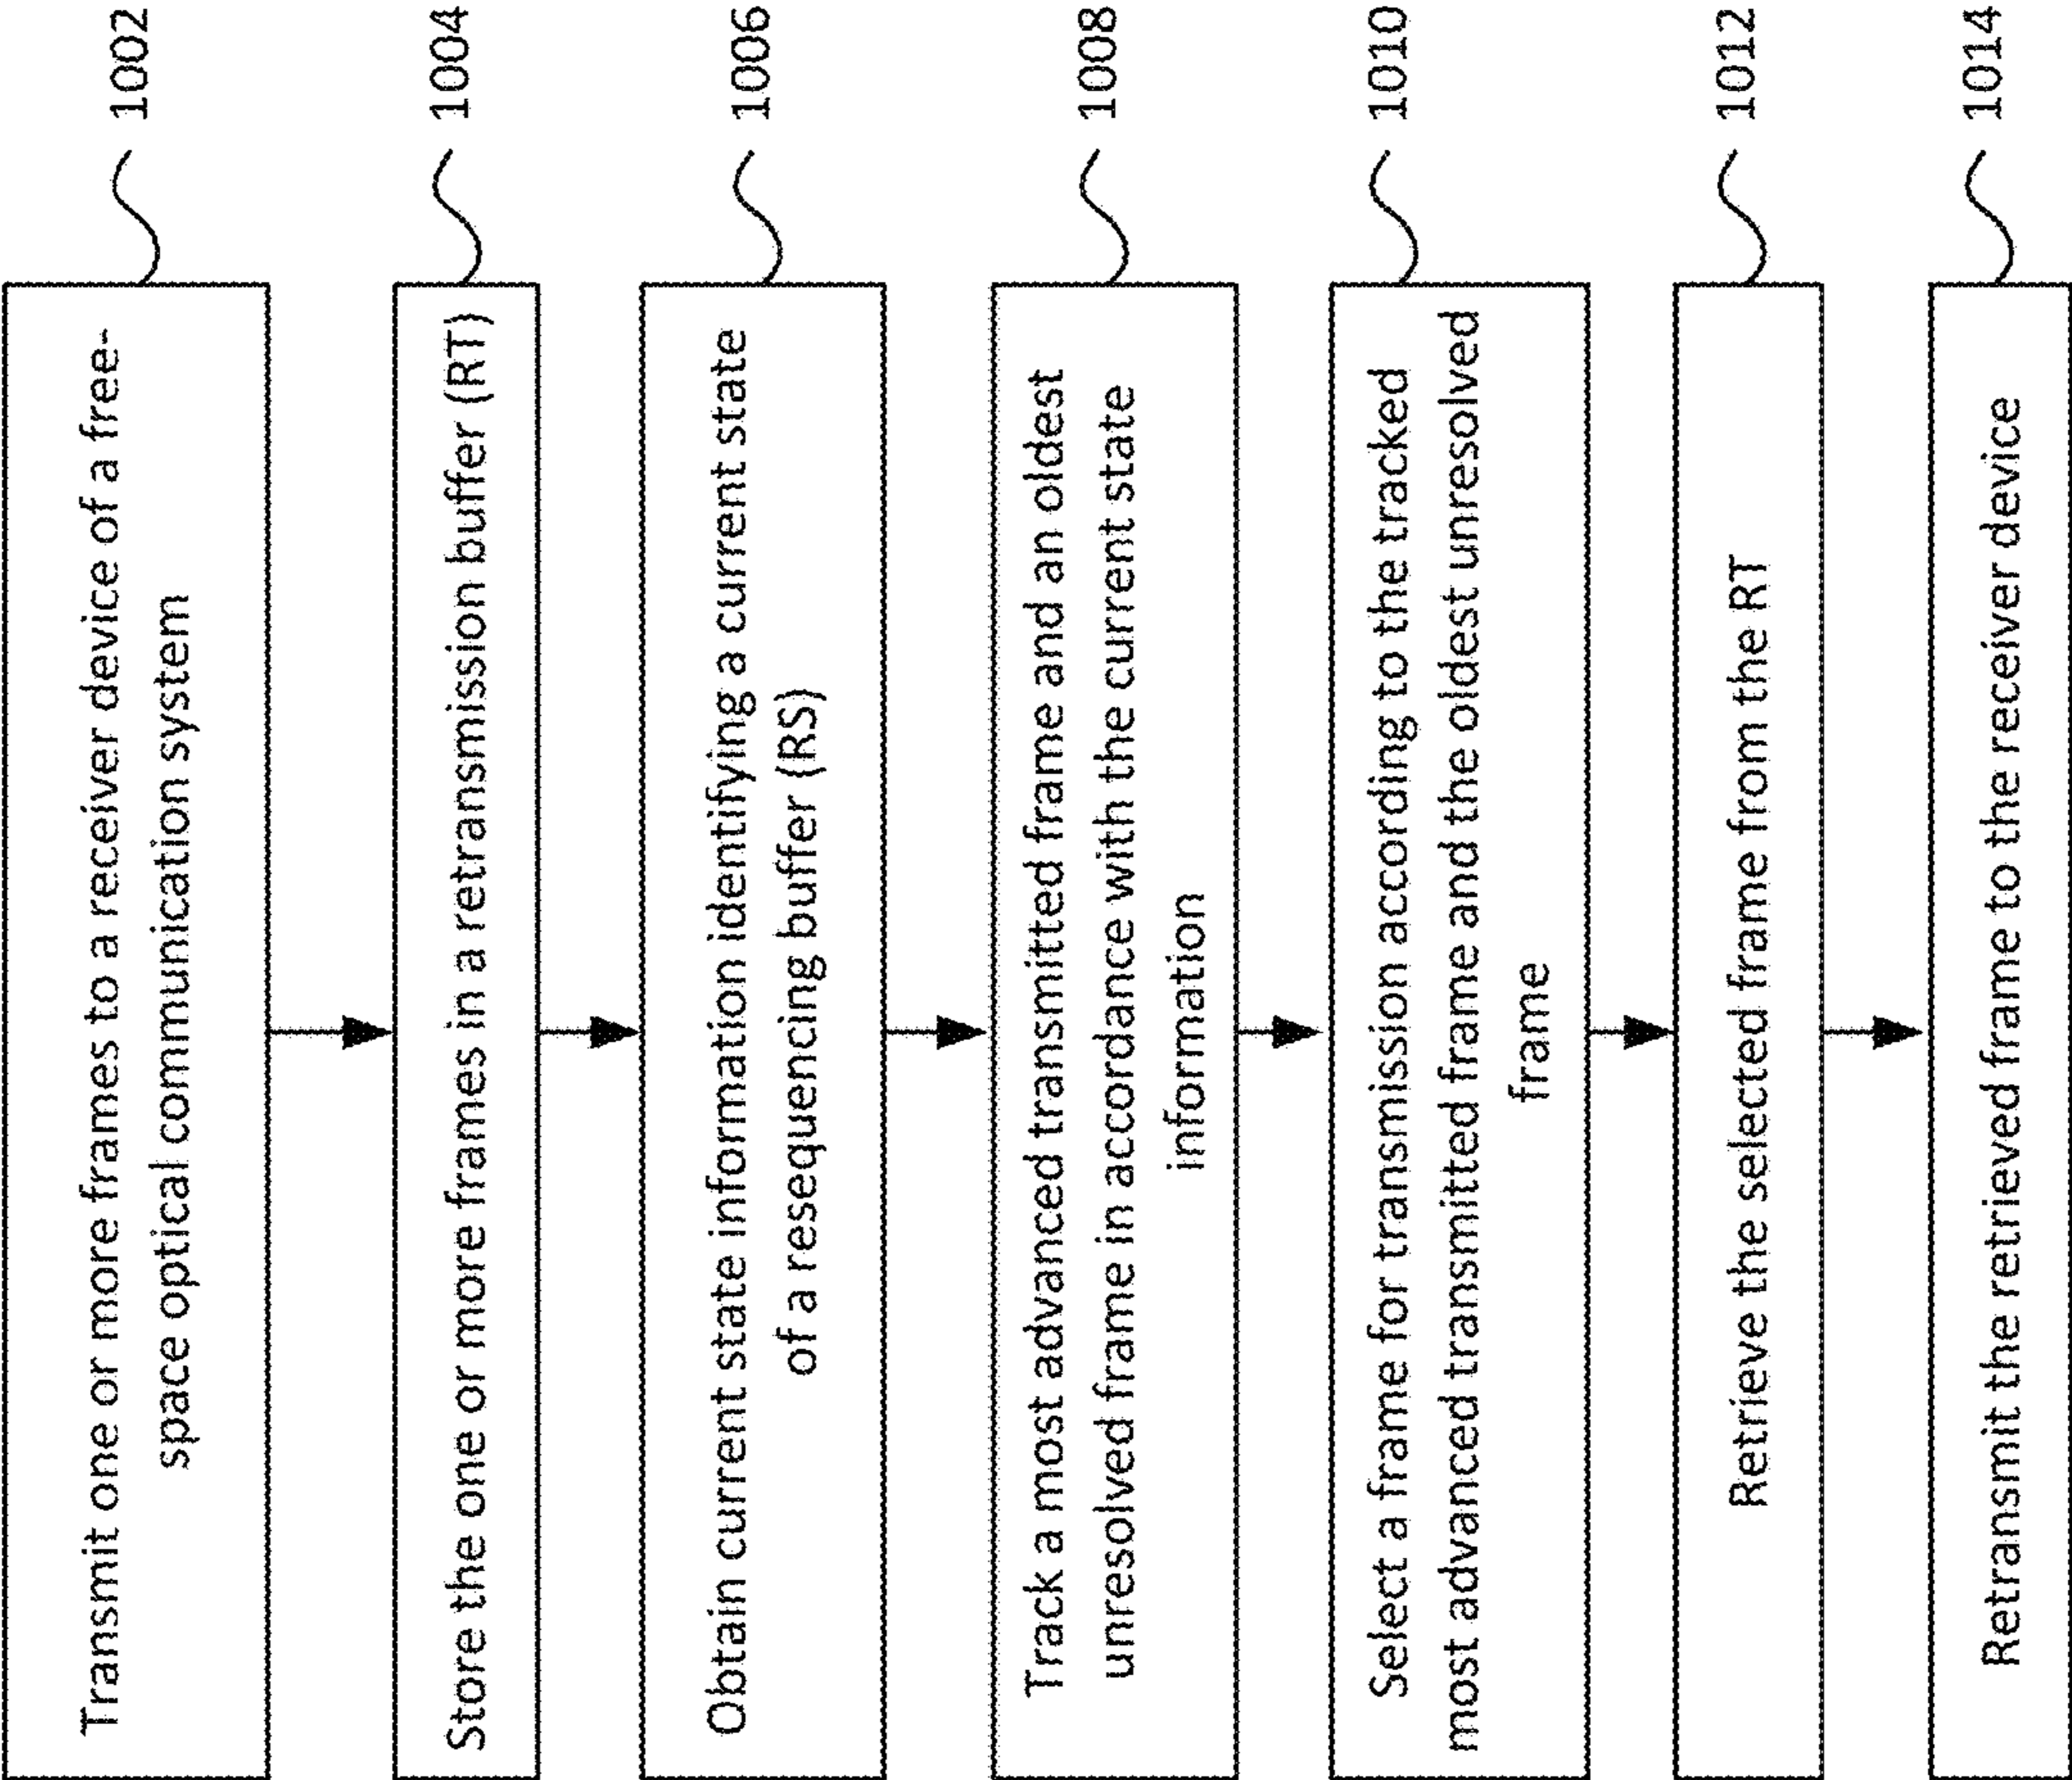 Transmit one or more frames to a receiver device of a free-
space optical communication system
1002
Store the one or more frames in a retransmission buffer (RT)
1004
Obtain current state information identifying a current state
of a resequencing buffer (RS)
1006
Track a most advanced transmitted frame and an oldest
unresolved frame in accordance with the current state
information
1008
Select a frame for transmission according to the tracked
most advanced transmitted frame and the oldest unresolved
frame
1010
Retrieve the selected frame from the RT
1012
Retransmit the retrieved frame to the receiver device
1014